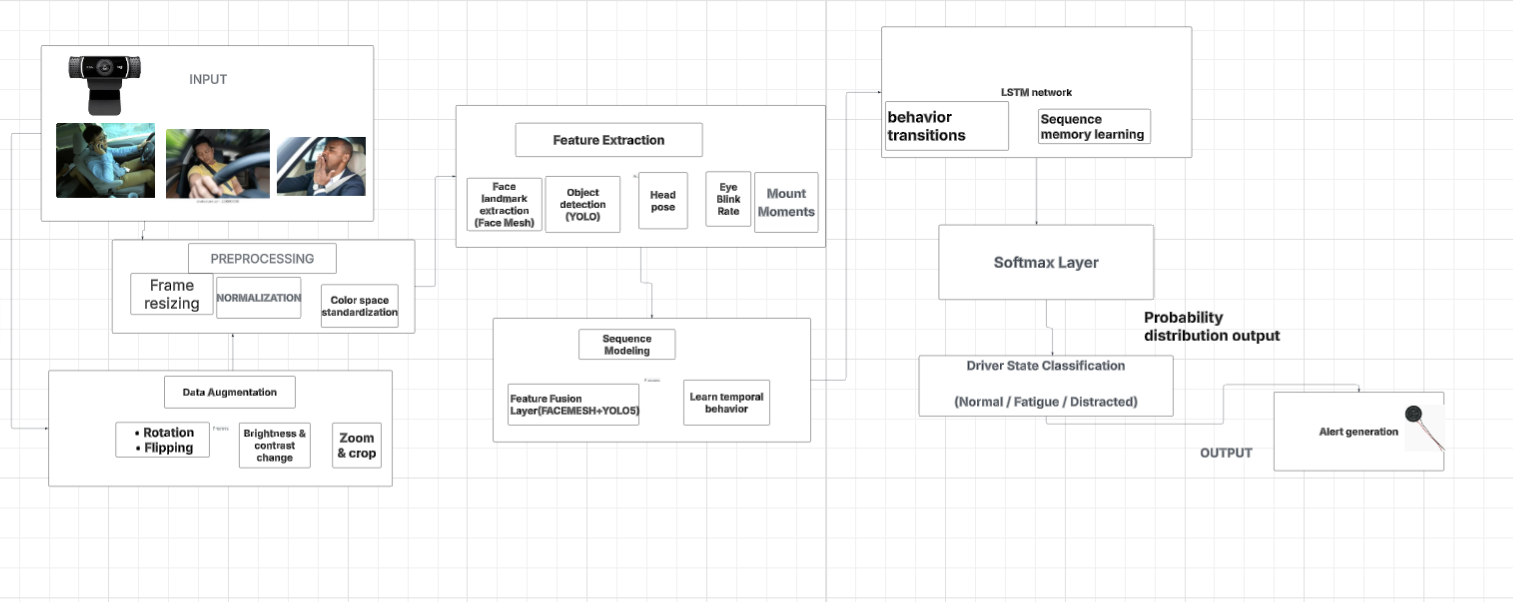 INPUT
PREPROCESSING
Frame
resizing
NORMALIZATION
Color space
standardization
Data Augmentation
• Rotation
• Flipping
Brightness &
contrast
change
Zoom
& crop
Feature Extraction
Face
landmark
extraction
(Face Mesh)
Object
detection
(YOLO)
Head
pose
Eye
Blink
Rate
Mount
Moments
Sequence
Modeling
Feature Fusion
Layer(FACEMESH+YOLO5)
Learn temporal
behavior
LSTM network
behavior
transitions
Sequence
memory learning
Softmax Layer
Probability
distribution output
Driver State Classification
(Normal / Fatigue / Distracted)
OUTPUT
Alert generation